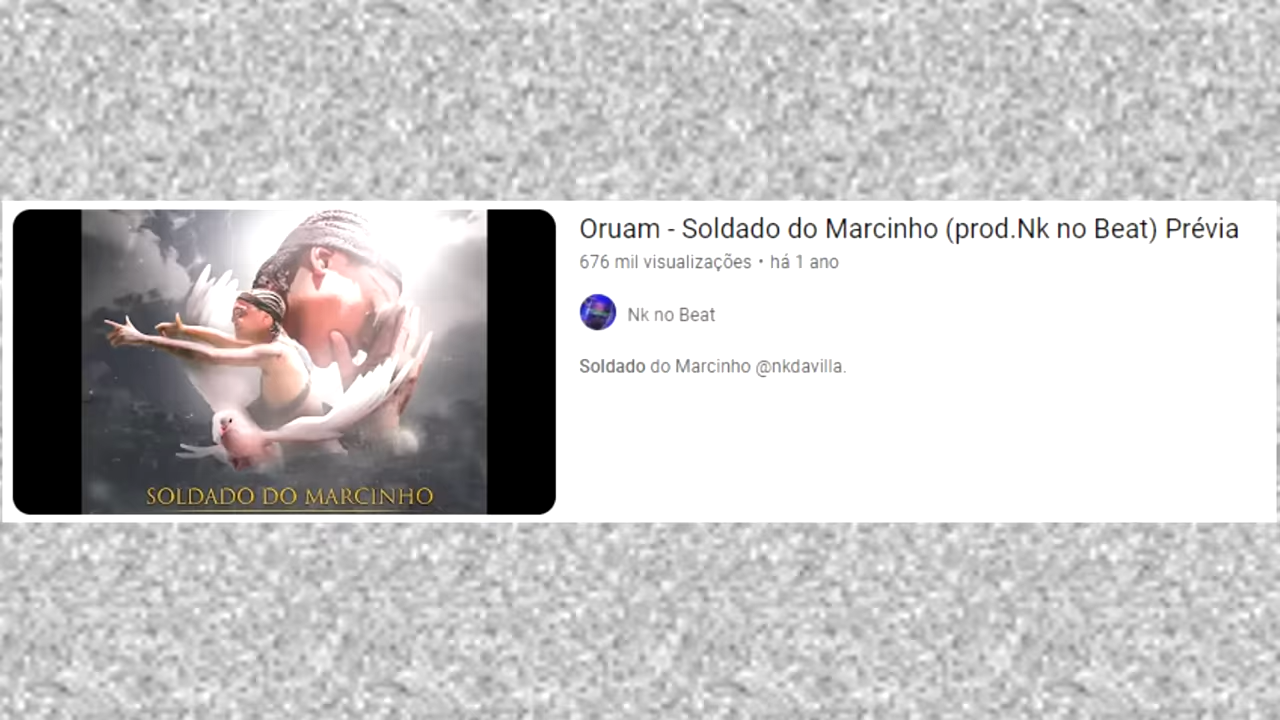 Oruam - Soldado do Marcinho (prod.Nk no Beat) Prévia
676 mil visualizações • há 1 ano
Nk no Beat
Soldado do Marcinho @nkdavilla.
SOLDADO DO MARCINHO